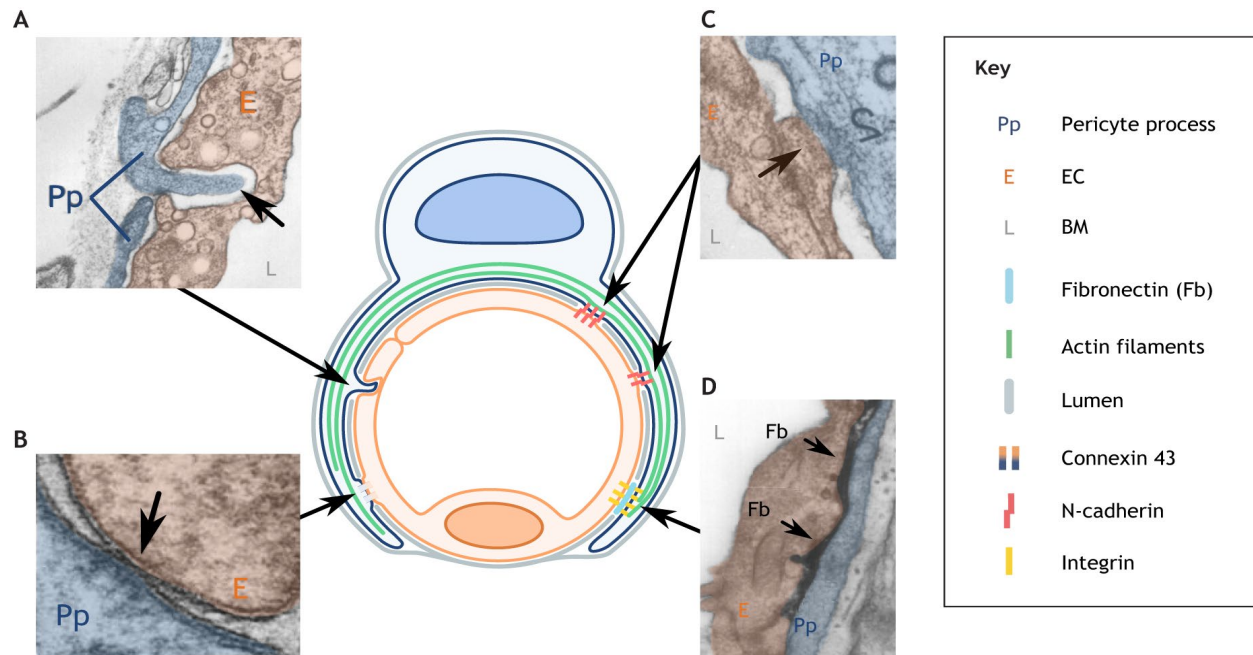 A
E
Pp
L
B
E
Pp
C
Pp
E
L
D
L
Fb
Fb
E
Pp
Key
Pp Pericyte process
E EC
L BM
Fibronectin (Fb)
Actin filaments
Lumen
Connexin 43
N-cadherin
Integrin